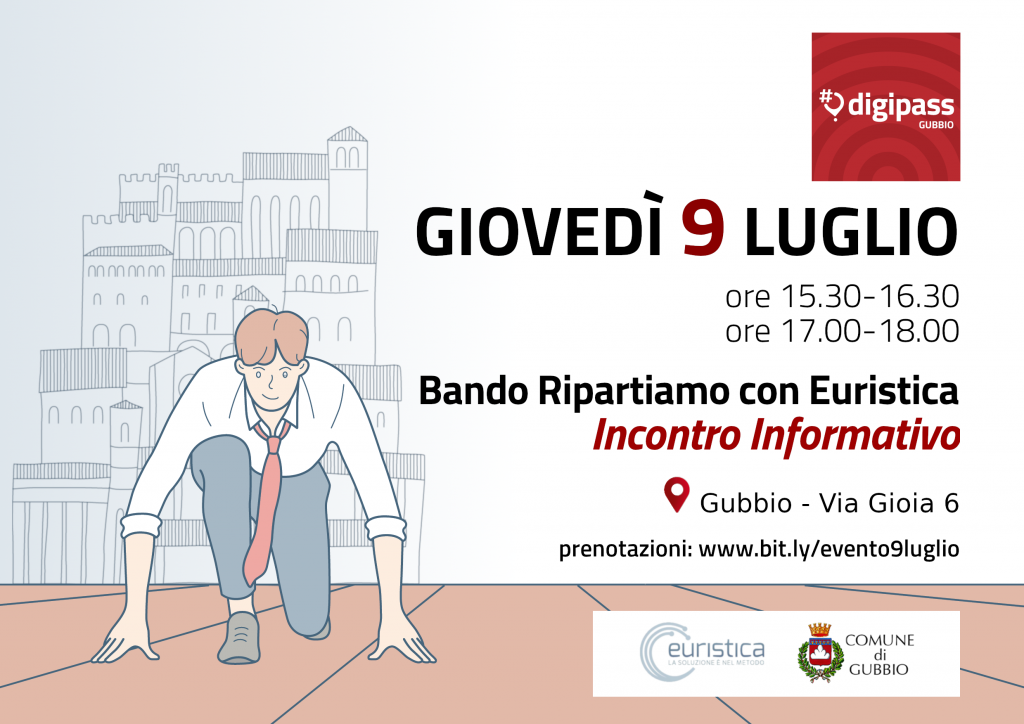 #digipass
GUBBIO
GIOVEDÌ 9 LUGLIO
ore 15.30-16.30
ore 17.00-18.00
Bando Ripartiamo con Euristica
Incontro Informativo
Gubbio - Via Gioia 6
prenotazioni: www.bit.ly/evento9luglio
euristica
LA SOLUZIONE È NEL METODO
COMUNE
di
GUBBIO